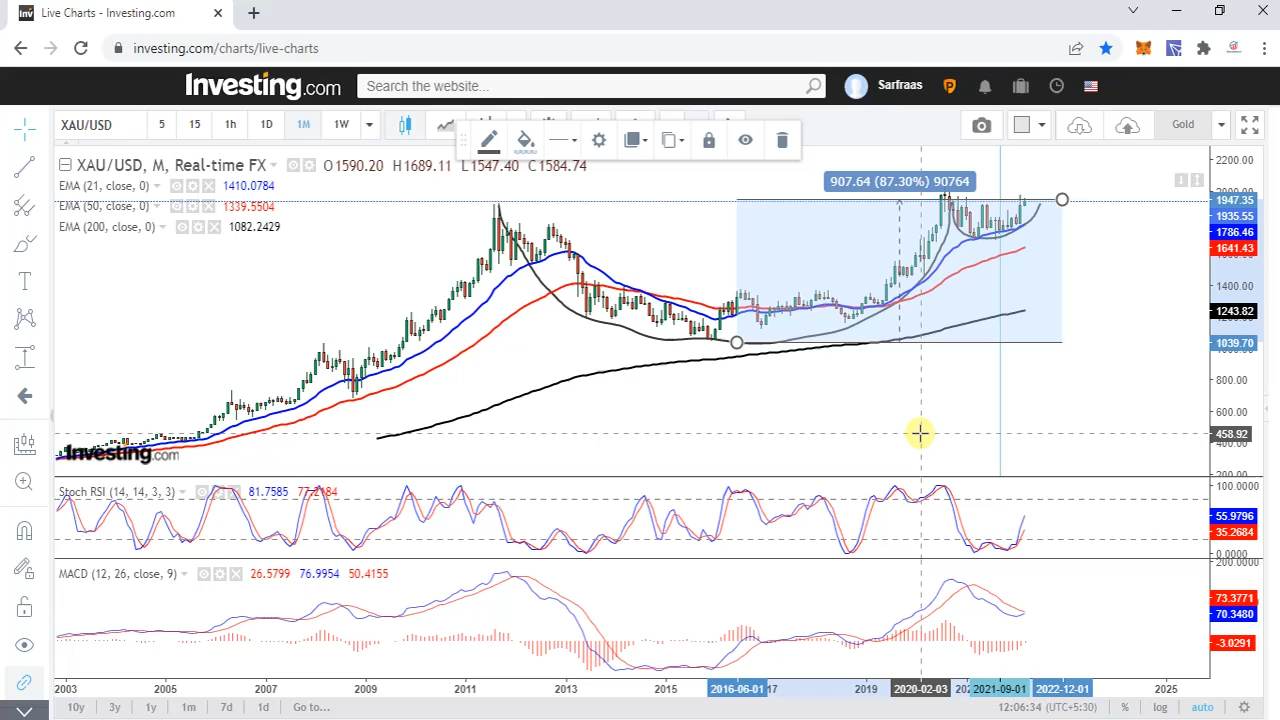 Live Charts - Investing.com
investing.com/charts/live-charts
Investing.com
Search the website...
Sarfraas
XAU/USD 5 15 1h 1D 1M 1W
Gold
XAU/USD, M, Real-time FX O1590.20 H1689.11 L1547.40 C1584.74
EMA (21, close, 0) 1410.0784
EMA (50, close, 0) 1339.5504
EMA (200, close, 0) 1082.2429
907.64 (87.30%) 90764
2200.00
1947.35
1935.55
1786.46
1641.43
1400.00
1243.82
1039.70
800.00
600.00
458.92
Investing.com
Stoch RSI (14, 14, 3, 3) 81.7585 77.2184
100.0000
55.9796
35.2684
0.0000
MACD (12, 26, close, 9) 26.5799 76.9954 50.4155
200.0000
73.3771
70.3480
-3.0291
2003 2005 2007 2009 2011 2013 2015 2016-06-01 17 2019 2020-02-03 2021-09-01 2022-12-01 2025
10y 3y 1y 1m 7d 1d Go to... 12:06:34 (UTC+5:30) % log auto